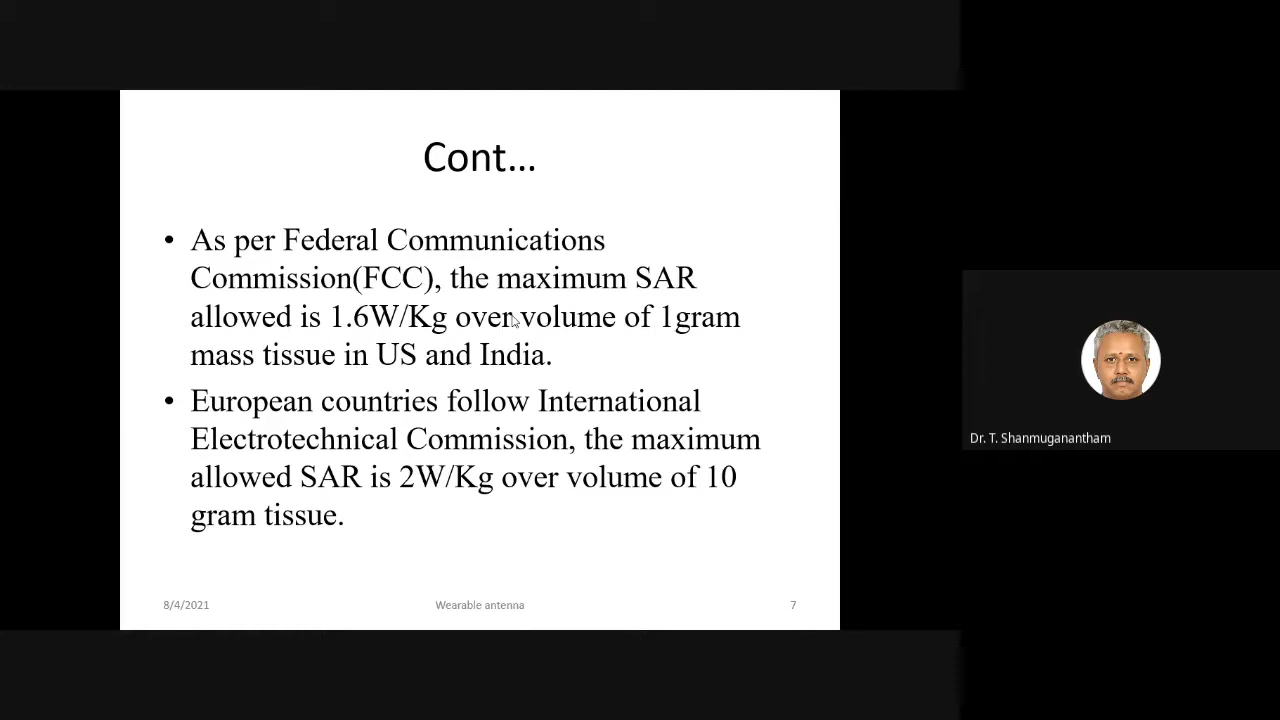 Cont...
• As per Federal Communications
Commission(FCC), the maximum SAR
allowed is 1.6W/Kg over volume of 1gram
mass tissue in US and India.
• European countries follow International
Electrotechnical Commission, the maximum
allowed SAR is 2W/Kg over volume of 10
gram tissue.
8/4/2021
Wearable antenna
7
Dr. T. Shanmuganantham